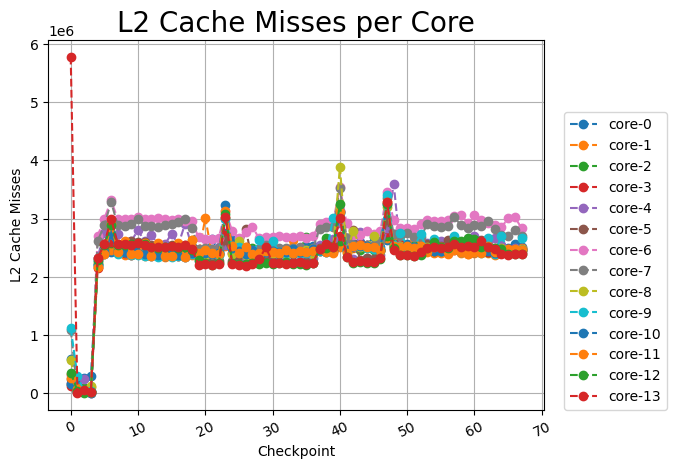 L2 Cache Misses per Core
1e6
6
5
4
3
2
1
0
L2 Cache Misses
0 10 20 30 40 50 60 70
Checkpoint
core-0
core-1
core-2
core-3
core-4
core-5
core-6
core-7
core-8
core-9
core-10
core-11
core-12
core-13